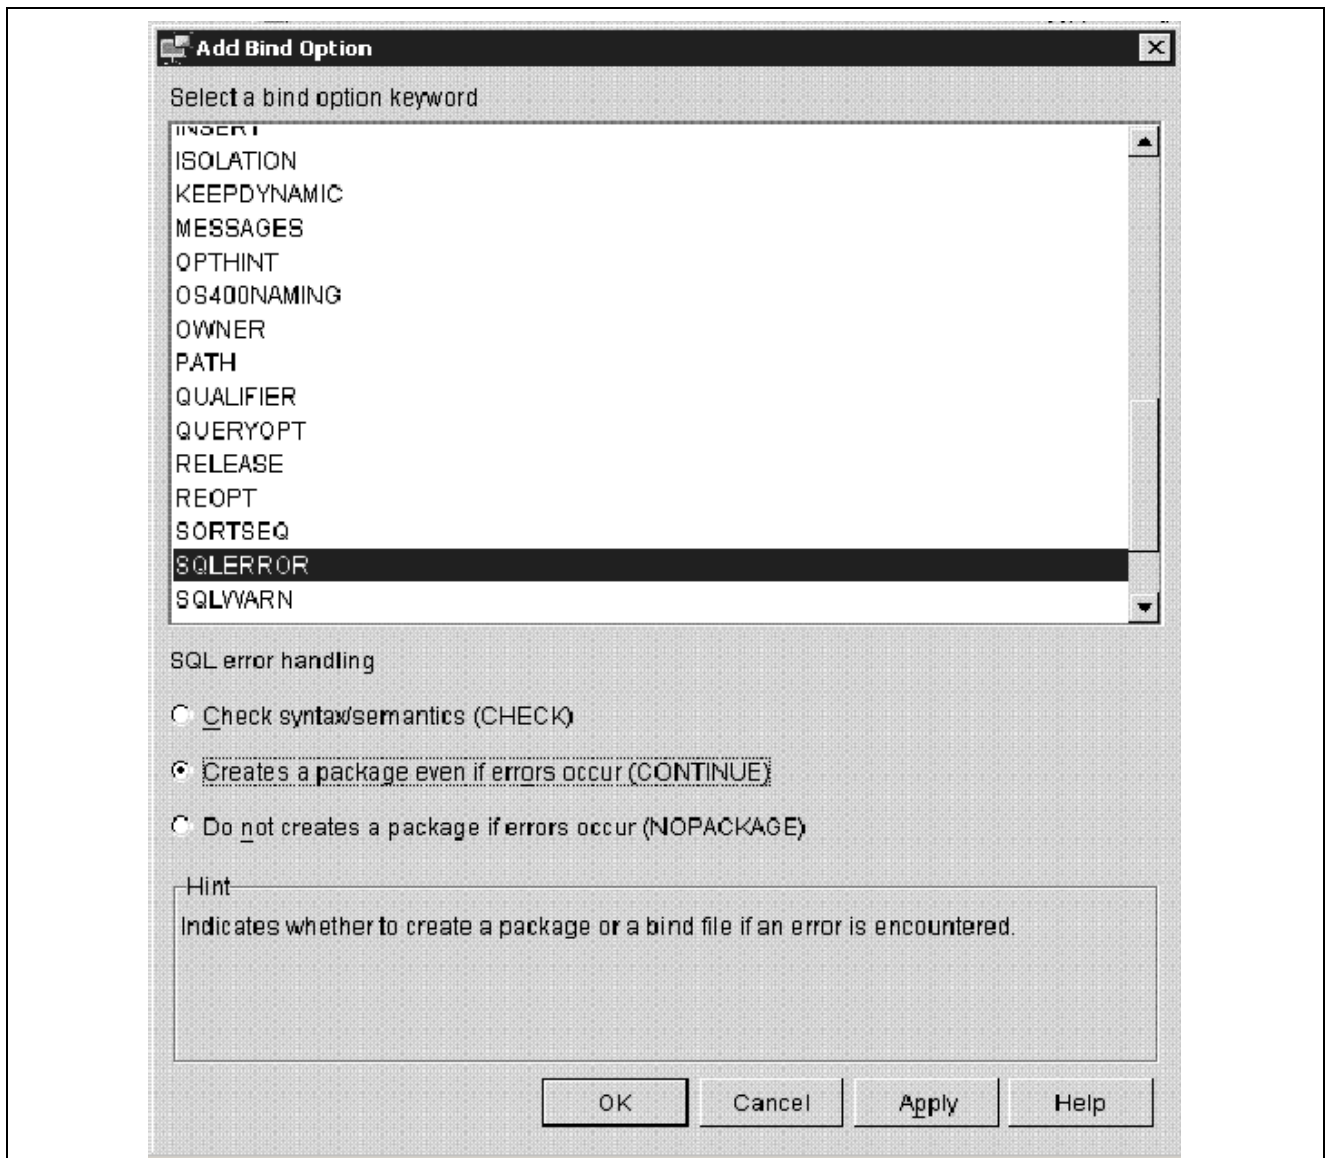 Add Bind Option
Select a bind option keyword
INSERT
ISOLATION
KEEPDYNAMIC
MESSAGES
OPTHINT
OS400NAMING
OWNER
PATH
QUALIFIER
QUERYOPT
RELEASE
REOPT
SORTSEQ
SQLERROR
SQLWARN
SQL error handling
Check syntax/semantics (CHECK)
Creates a package even if errors occur (CONTINUE)
Do not creates a package if errors occur (NOPACKAGE)
Hint
Indicates whether to create a package or a bind file if an error is encountered.
OK Cancel Apply Help